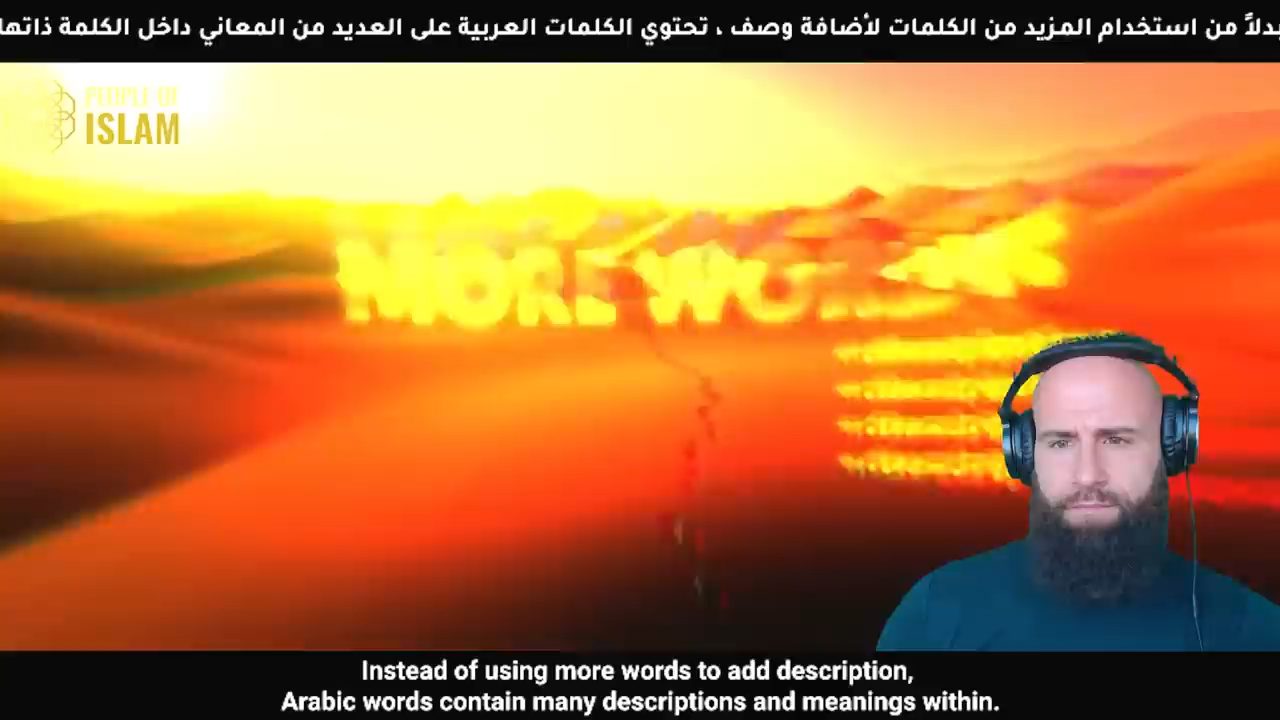 بدلاً من استخدام المزيد من الكلمات لأضافة وصف ، تحتوي الكلمات العربية على العديد من المعاني داخل الكلمة ذاتها
PEOPLE OF
ISLAM
MORE
Instead of using more words to add description,
Arabic words contain many descriptions and meanings within.